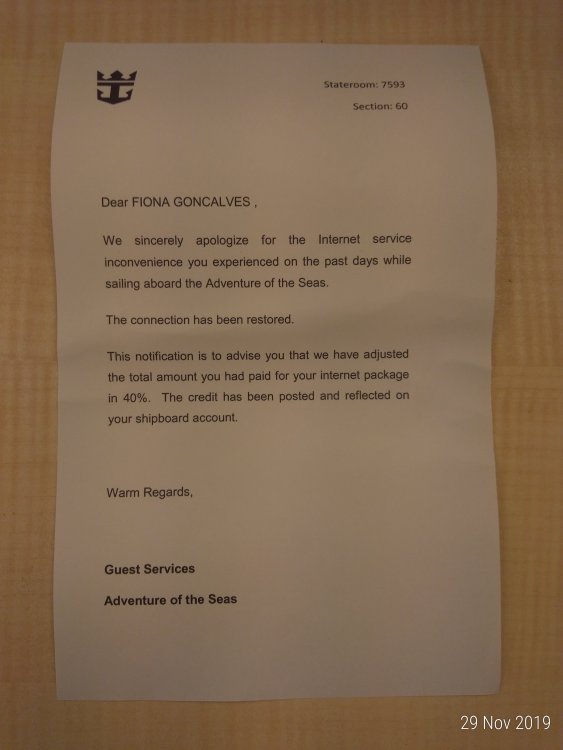 Stateroom: 7593
Section: 60
Dear FIONA GONCALVES ,
We sincerely apologize for the Internet service
inconvenience you experienced on the past days while
sailing aboard the Adventure of the Seas.
The connection has been restored.
This notification is to advise you that we have adjusted
the total amount you had paid for your internet package
in 40%. The credit has been posted and reflected on
your shipboard account.
Warm Regards,
Guest Services
Adventure of the Seas
29 Nov 2019